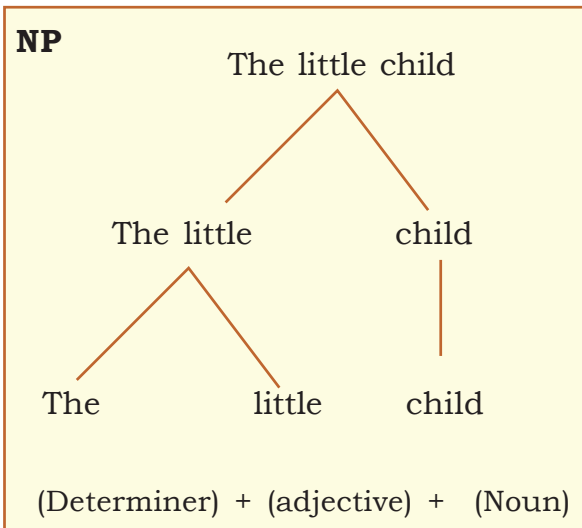 NP
The little child
The little child
The little child
(Determiner) + (adjective) + (Noun)